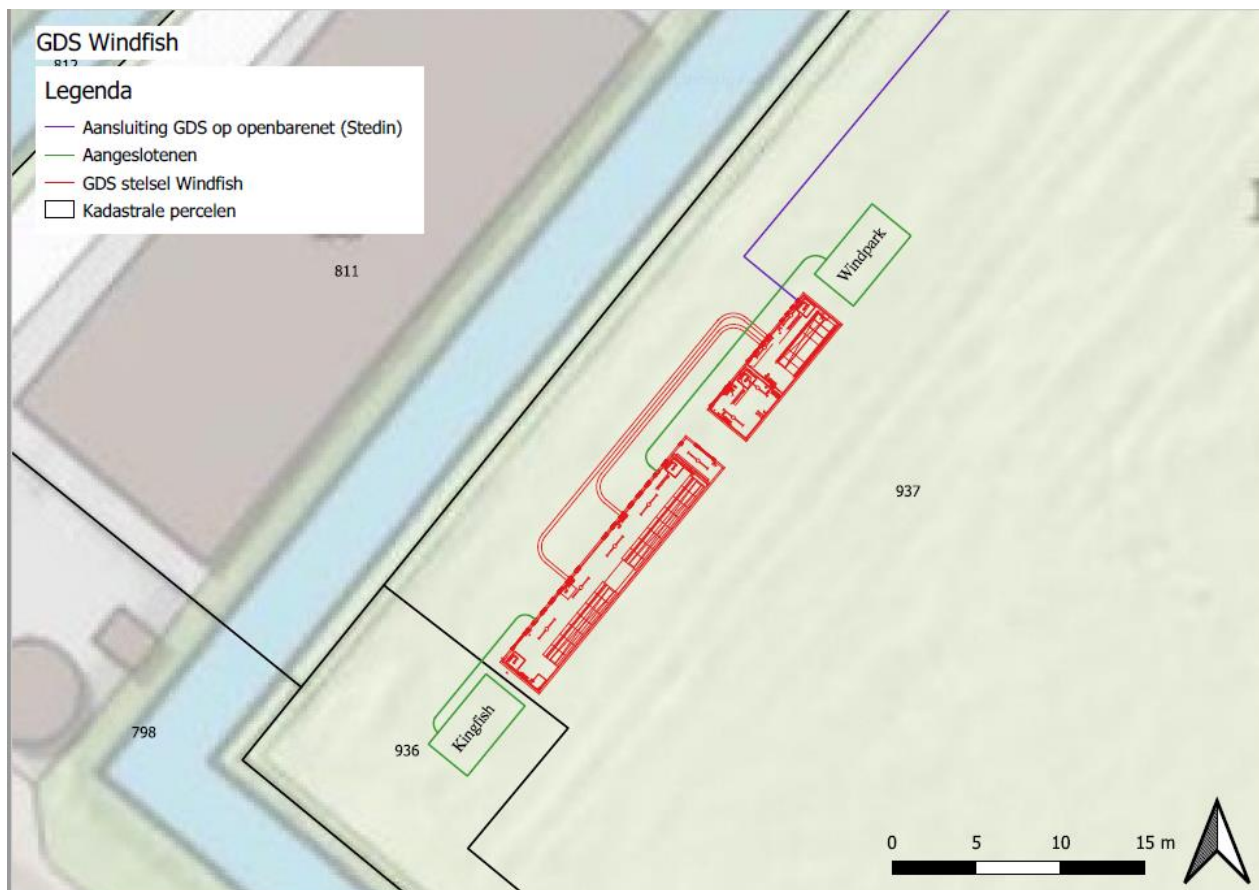 GDS Windfish
812
Legenda
Aansluiting GDS op openbarenet (Stedin)
Aangeslotenen
GDS stelsel Windfish
Kadastrale percelen
811
Windpark
937
798
936
Kingfish
0 5 10 15 m